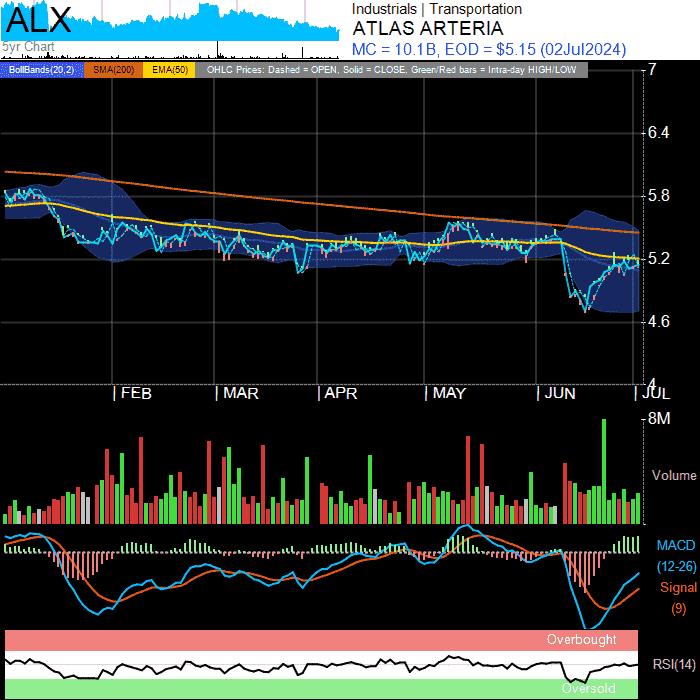 ALX
5yr Chart
Industrials | Transportation
ATLAS ARTERIA
MC = 10.1B, EOD = $5.15 (02Jul2024)
BollBands(20,2) SMA(200) EMA(50) OHLC Prices: Dashed = OPEN, Solid = CLOSE, Green/Red bars = Intra-day HIGH/LOW
7
6.4
5.8
5.2
4.6
4
| FEB | MAR | APR | MAY | JUN | JUL
8M
Volume
MACD
(12-26)
Signal
(9)
Overbought
RSI(14)
Oversold